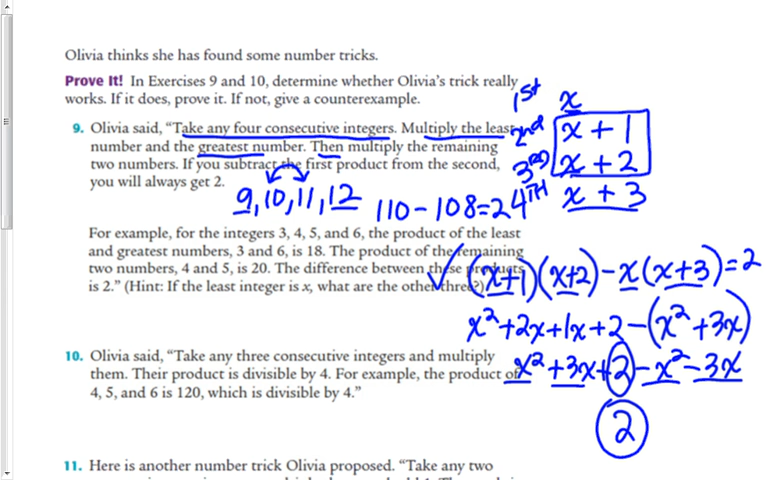 Olivia thinks she has found some number tricks.
Prove It! In Exercises 9 and 10, determine whether Olivia's trick really
works. If it does, prove it. If not, give a counterexample.
1st x
9. Olivia said, "Take any four consecutive integers. Multiply the least
2nd x + 1
number and the greatest number. Then multiply the remaining
3rd x + 2
two numbers. If you subtract the first product from the second,
you will always get 2.
4TH x + 3
9, 10, 11, 12 110 - 108 = 2
For example, for the integers 3, 4, 5, and 6, the product of the least
and greatest numbers, 3 and 6, is 18. The product of the remaining
two numbers, 4 and 5, is 20. The difference between these products
is 2." (Hint: If the least integer is x, what are the other three?)
✓ (x+1)(x+2) - x(x+3) = 2
x² + 2x + 1x + 2 - (x² + 3x)
10. Olivia said, "Take any three consecutive integers and multiply
them. Their product is divisible by 4. For example, the product of
4, 5, and 6 is 120, which is divisible by 4."
x² + 3x + 2 - x² - 3x
2
11. Here is another number trick Olivia proposed. "Take any two